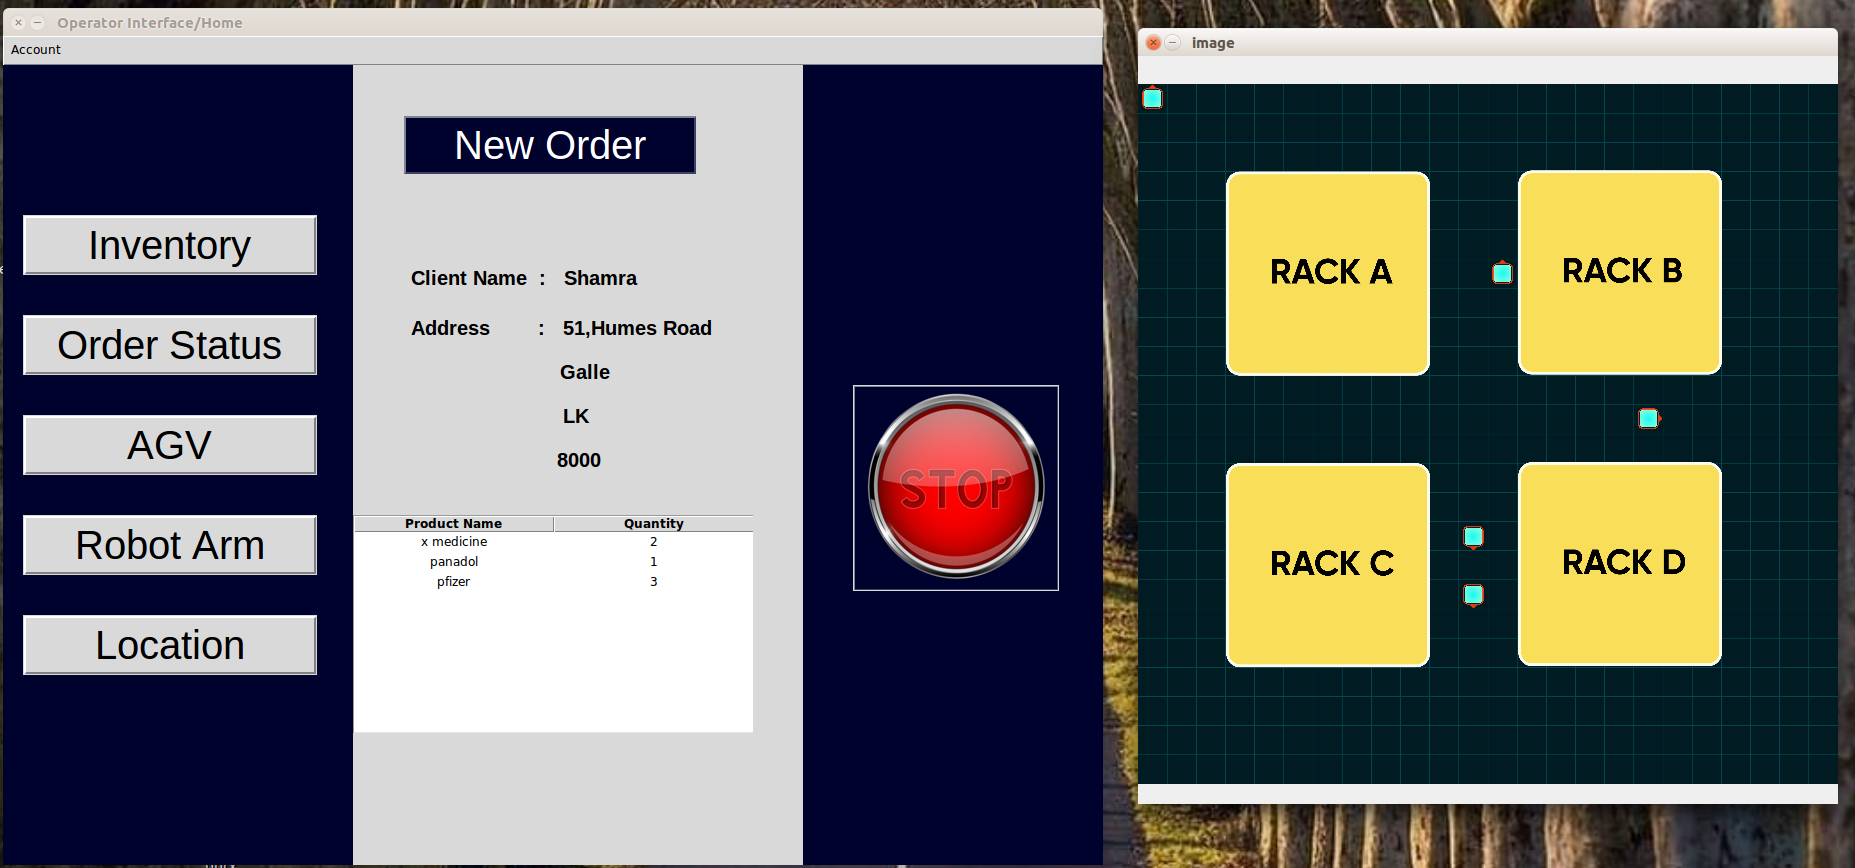 Operator Interface/Home
Account
New Order
Inventory
Order Status
AGV
Robot Arm
Location
Client Name : Shamra
Address : 51,Humes Road
Galle
LK
8000
Product Name Quantity
x medicine 2
panadol 1
pfizer 3
STOP
image
RACK A
RACK B
RACK C
RACK D